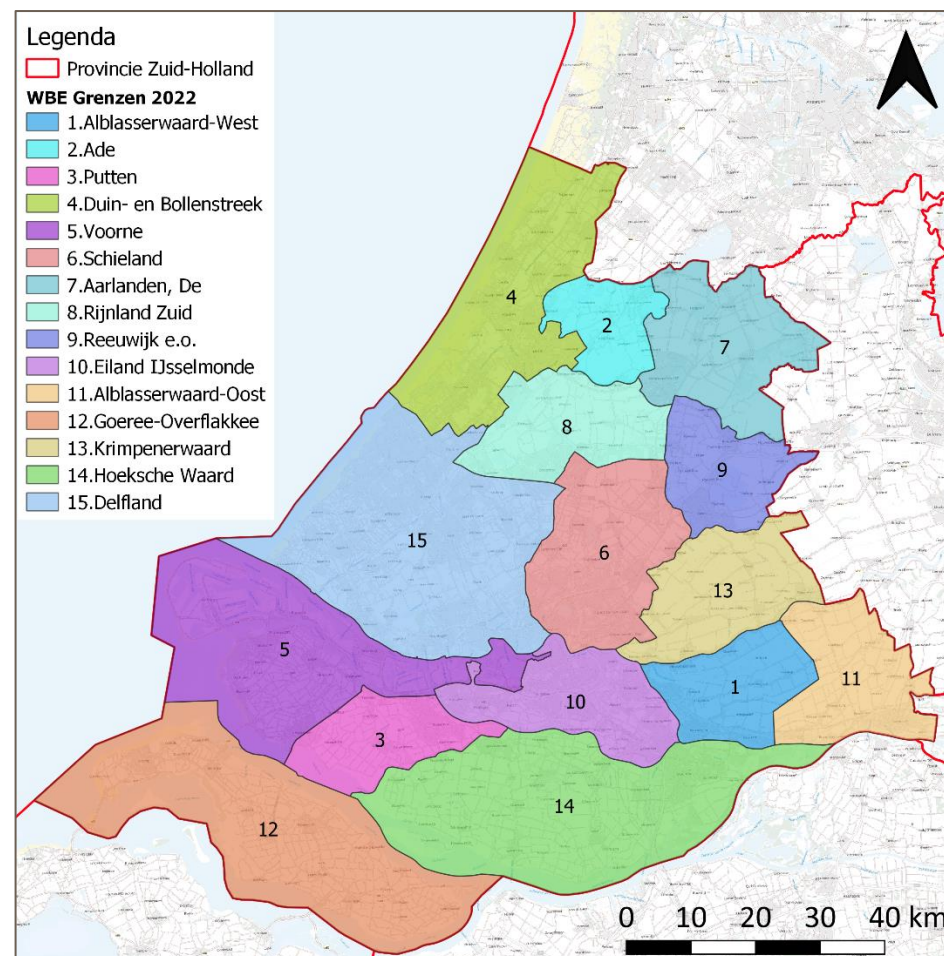 Legenda
Provincie Zuid-Holland
WBE Grenzen 2022
1.Alblasserwaard-West
2.Ade
3.Putten
4.Duin- en Bollenstreek
5.Voorne
6.Schieland
7.Aarlanden, De
8.Rijnland Zuid
9.Reeuwijk e.o.
10.Eiland IJsselmonde
11.Alblasserwaard-Oost
12.Goeree-Overflakkee
13.Krimpenerwaard
14.Hoeksche Waard
15.Delfland
4
2
7
8
9
15
6
13
5
1
11
10
3
14
12
0 10 20 30 40 km